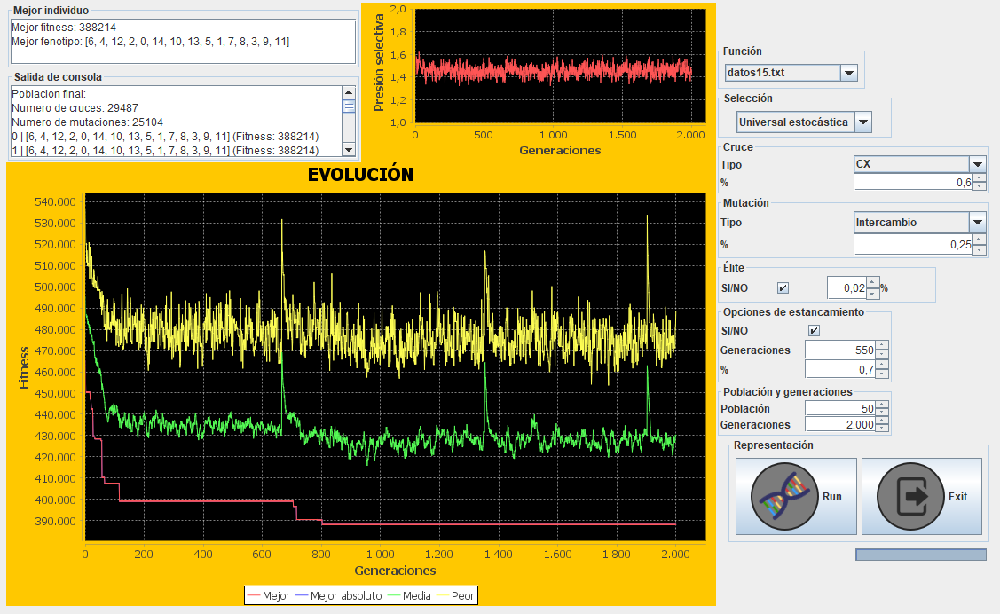 Mejor individuo
Mejor fitness: 388214
Mejor fenotipo: [6, 4, 12, 2, 0, 14, 10, 13, 5, 1, 7, 8, 3, 9, 11]
Salida de consola
Poblacion final:
Numero de cruces: 29487
Numero de mutaciones: 25104
0 | [6, 4, 12, 2, 0, 14, 10, 13, 5, 1, 7, 8, 3, 9, 11] (Fitness: 388214)
1 | [6, 4, 12, 2, 0, 14, 10, 13, 5, 1, 7, 8, 3, 9, 11] (Fitness: 388214)
Presión selectiva
2,0
1,8
1,6
1,4
1,2
1,0
0 500 1.000 1.500 2.000
Generaciones
EVOLUCIÓN
Fitness
540.000
530.000
520.000
510.000
500.000
490.000
480.000
470.000
460.000
450.000
440.000
430.000
420.000
410.000
400.000
390.000
0 200 400 600 800 1.000 1.200 1.400 1.600 1.800 2.000
Generaciones
Mejor Mejor absoluto Media Peor
Función
datos15.txt
Selección
Universal estocástica
Cruce
Tipo CX
% 0,6
Mutación
Tipo Intercambio
% 0,25
Élite
SI/NO 0,02 %
Opciones de estancamiento
SI/NO
Generaciones 550
% 0,7
Población y generaciones
Población 50
Generaciones 2.000
Representación
Run Exit